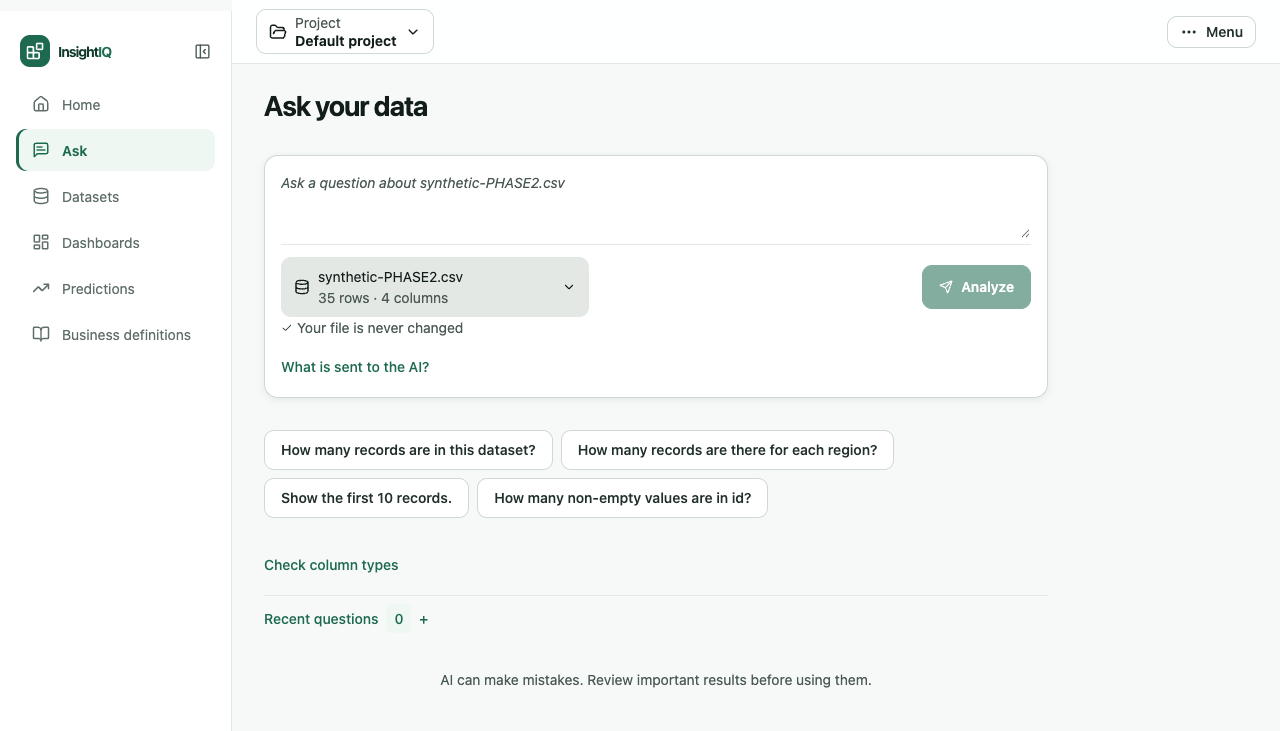 InsightIQ
Home
Ask
Datasets
Dashboards
Predictions
Business definitions
Project
Default project
Menu
Ask your data
Ask a question about synthetic-PHASE2.csv
synthetic-PHASE2.csv
35 rows · 4 columns
Analyze
Your file is never changed
What is sent to the AI?
How many records are in this dataset?
How many records are there for each region?
Show the first 10 records.
How many non-empty values are in id?
Check column types
Recent questions 0 +
AI can make mistakes. Review important results before using them.